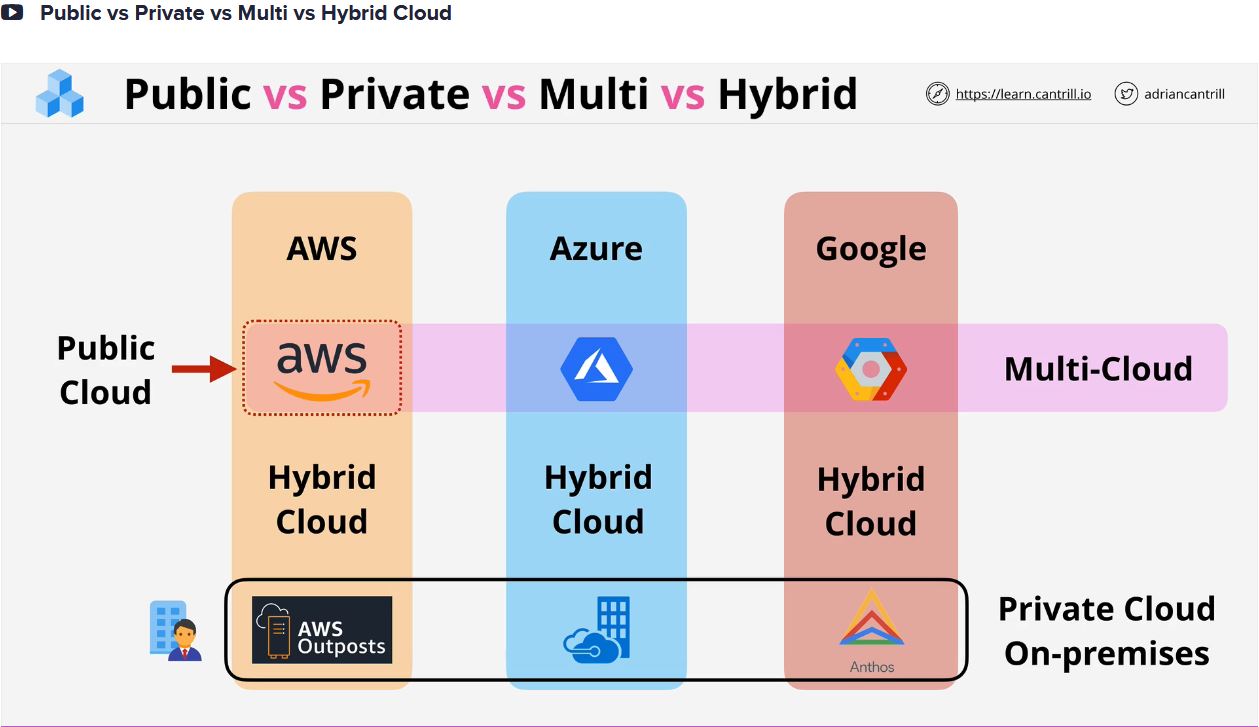 Public vs Private vs Multi vs Hybrid Cloud
Public vs Private vs Multi vs Hybrid
https://learn.cantrill.io
adriancantrill
AWS
Azure
Google
Public
Cloud
aws
Multi-Cloud
Hybrid
Cloud
Hybrid
Cloud
Hybrid
Cloud
AWS
Outposts
Anthos
Private Cloud
On-premises